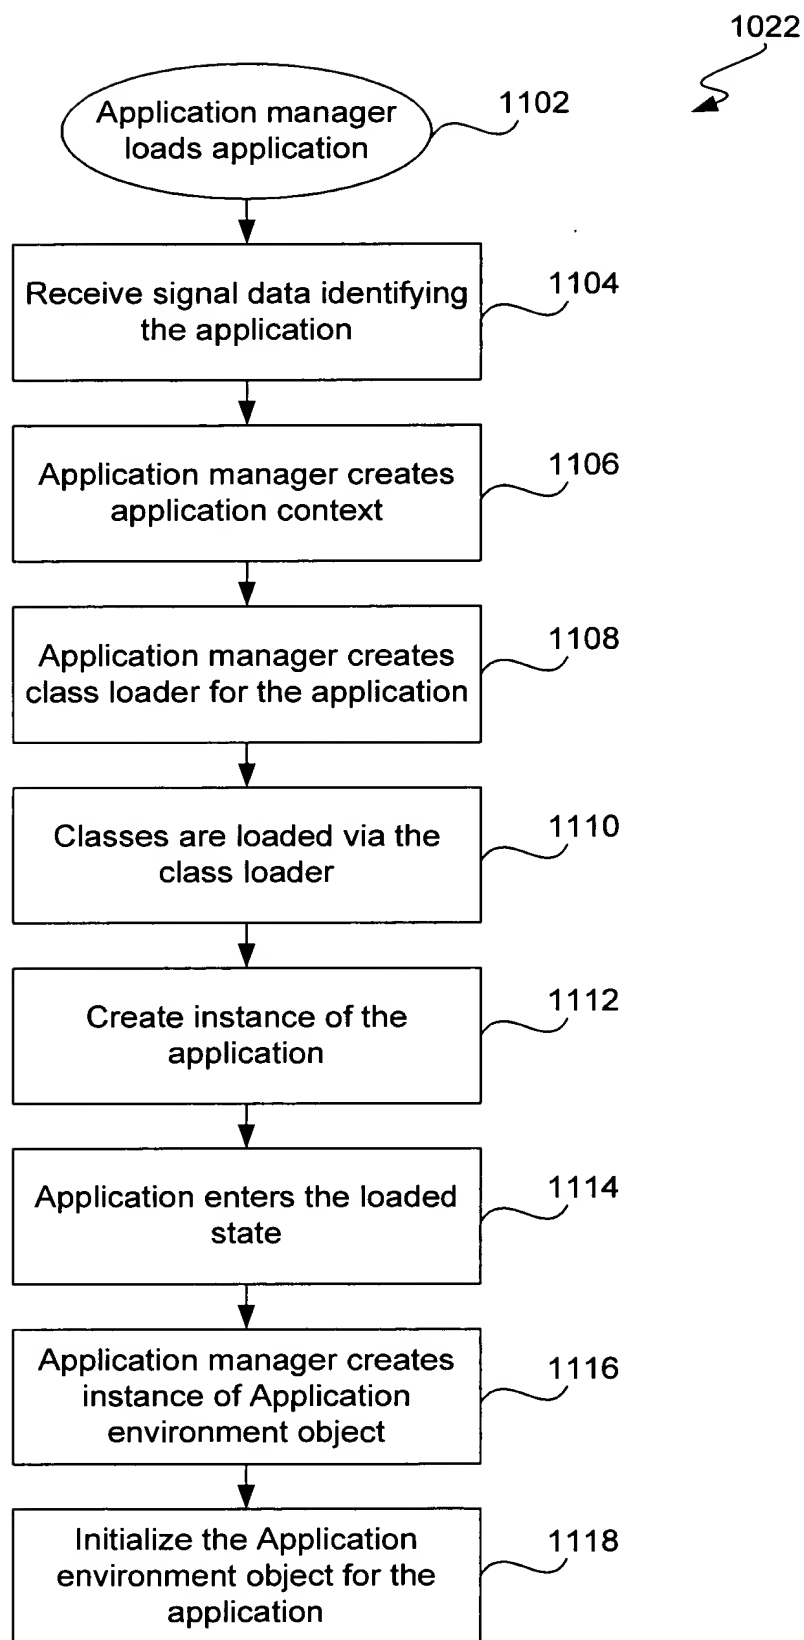 1022
Application manager
loads application
1102
Receive signal data identifying
the application
1104
Application manager creates
application context
1106
Application manager creates
class loader for the application
1108
Classes are loaded via the
class loader
1110
Create instance of the
application
1112
Application enters the loaded
state
1114
Application manager creates
instance of Application
environment object
1116
Initialize the Application
environment object for the
application
1118